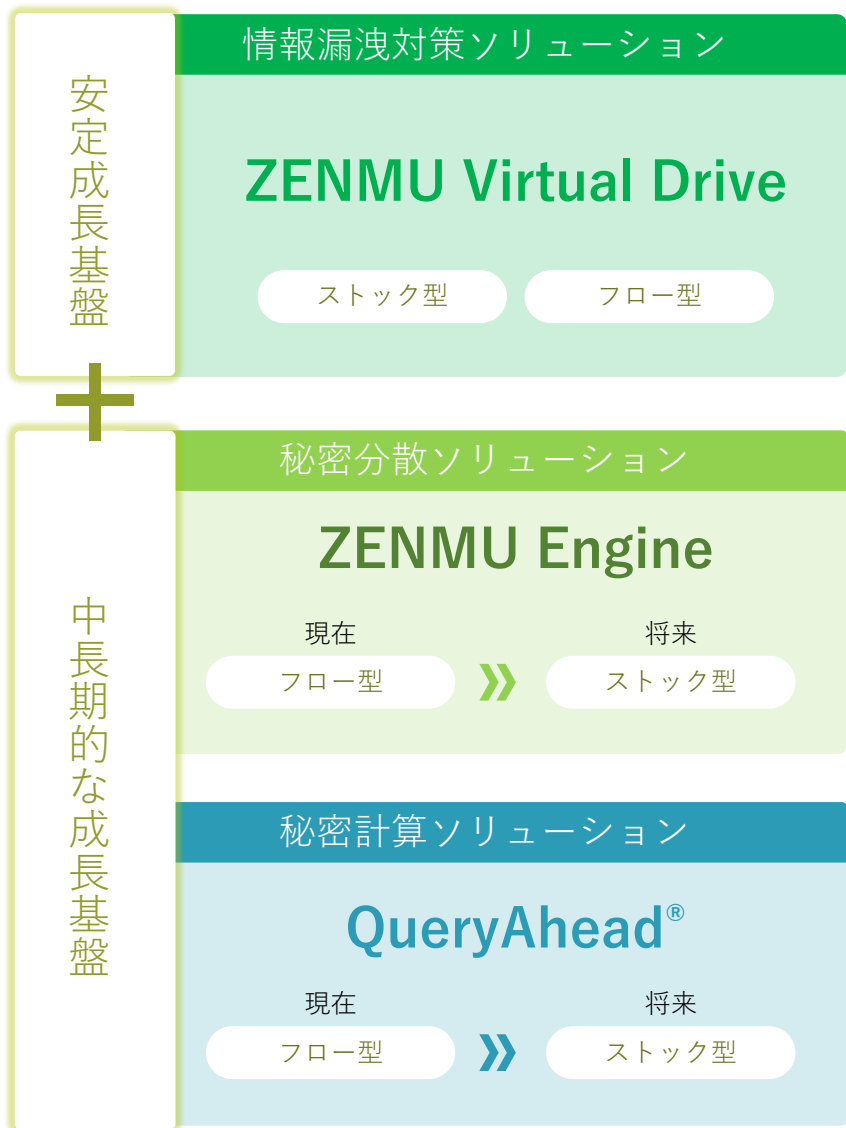 安定成長基盤
情報漏洩対策ソリューション
ZENMU Virtual Drive
ストック型 フロー型
中長期的な成長基盤
秘密分散ソリューション
ZENMU Engine
現在 将来
フロー型 ストック型
秘密計算ソリューション
QueryAhead®
現在 将来
フロー型 ストック型